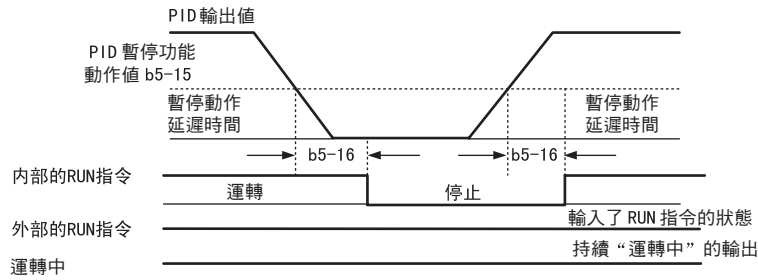 PID輸出值
PID 暫停功能
動作值 b5-15
暫停動作
延遲時間
暫停動作
延遲時間
b5-16
b5-16
內部的RUN指令
運轉
停止
輸入了 RUN 指令的狀態
外部的RUN指令
持續“運轉中”的輸出
運轉中